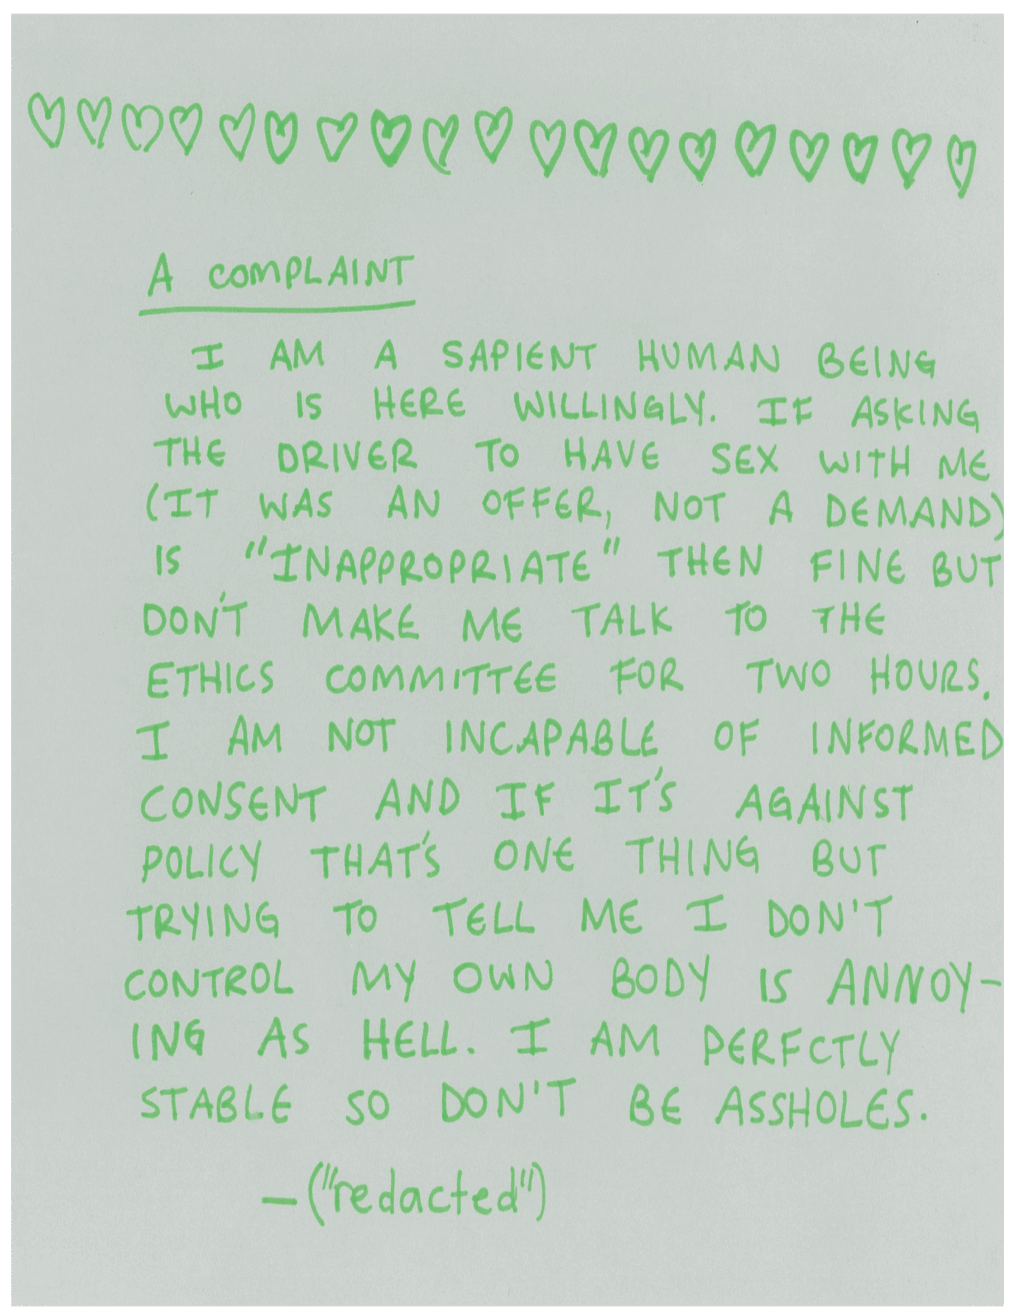 A COMPLAINT
I AM A SAPIENT HUMAN BEING
WHO IS HERE WILLINGLY. IF ASKING
THE DRIVER TO HAVE SEX WITH ME
(IT WAS AN OFFER, NOT A DEMAND)
IS "INAPPROPRIATE" THEN FINE BUT
DON'T MAKE ME TALK TO THE
ETHICS COMMITTEE FOR TWO HOURS.
I AM NOT INCAPABLE OF INFORMED
CONSENT AND IF IT'S AGAINST
POLICY THAT'S ONE THING BUT
TRYING TO TELL ME I DON'T
CONTROL MY OWN BODY IS ANNOY-
ING AS HELL. I AM PERFCTLY
STABLE SO DON'T BE ASSHOLES.
- ("redacted")